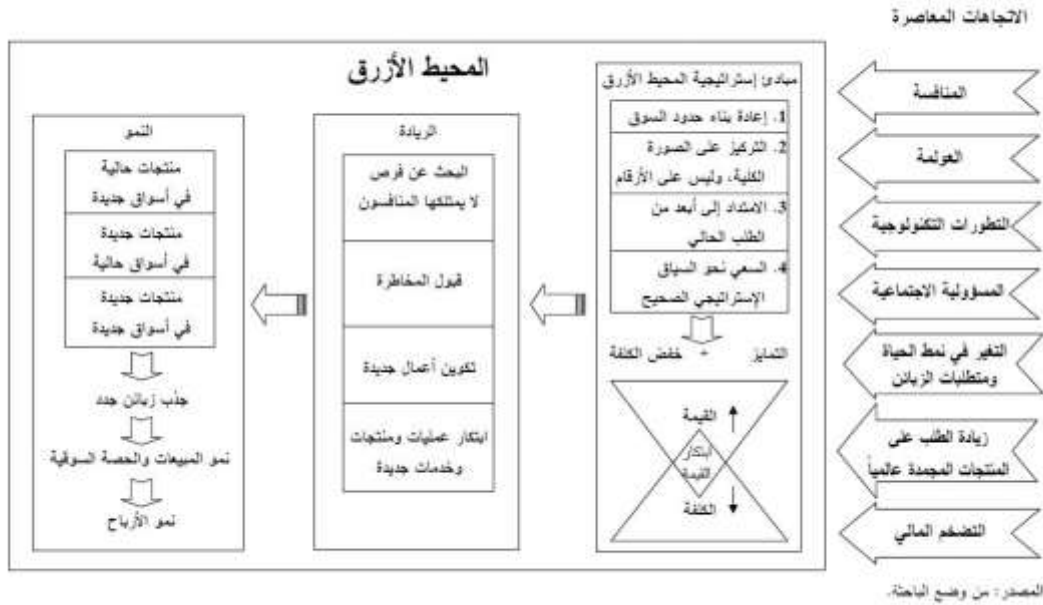 الاتجاهات المعاصرة
المنافسة
العولمة
التطورات التكنولوجية
المسؤولية الاجتماعية
التغير في نمط الحياة
ومتطلبات الزبائن
زيادة الطلب على
المنتجات المجمدة عالمياً
التضخم المالي
المحيط الأزرق
مبادئ إستراتيجية المحيط الأزرق
1. إعادة بناء حدود السوق
2. التركيز على الصورة
الكلية، وليس على الأرقام
3. الامتداد إلى أبعد من
الطلب الحالي
4. السعي نحو السياق
الإستراتيجي الصحيح
التمايز + خفض الكلفة
القيمة
ابتكار
القيمة
الكلفة
الريادة
البحث عن فرص
لا يمتلكها المنافسون
قبول المخاطرة
تكوين أعمال جديدة
ابتكار عمليات ومنتجات
وخدمات جديدة
النمو
منتجات حالية
في أسواق جديدة
منتجات جديدة
في أسواق حالية
منتجات جديدة
في أسواق جديدة
جذب زبائن جدد
نمو المبيعات والحصة السوقية
نمو الأرباح
المصدر: من وضع الباحثة.